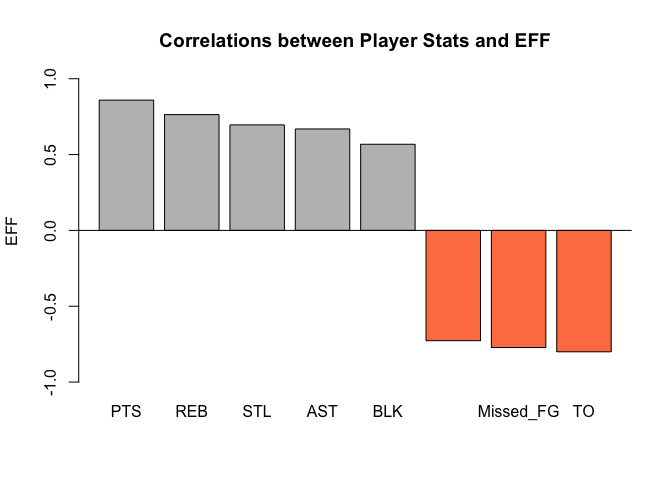 Correlations between Player Stats and EFF
EFF
1.0
0.5
0.0
-0.5
-1.0
PTS REB STL AST BLK Missed_FG TO